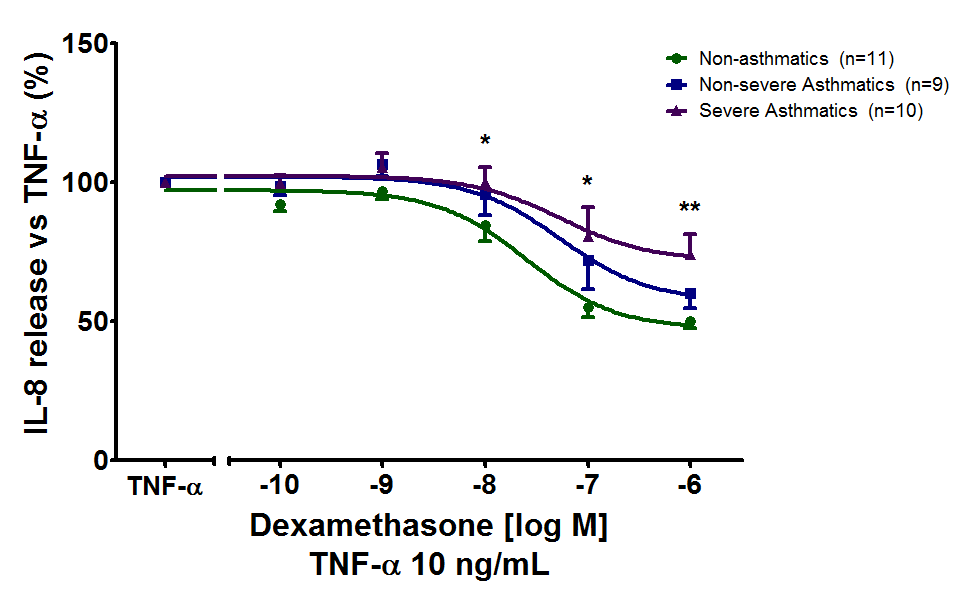 150
100
50
0
IL-8 release vs TNF-α (%)
Non-asthmatics (n=11)
Non-severe Asthmatics (n=9)
Severe Asthmatics (n=10)
*
*
**
TNF-α -10 -9 -8 -7 -6
Dexamethasone [log M]
TNF-α 10 ng/mL